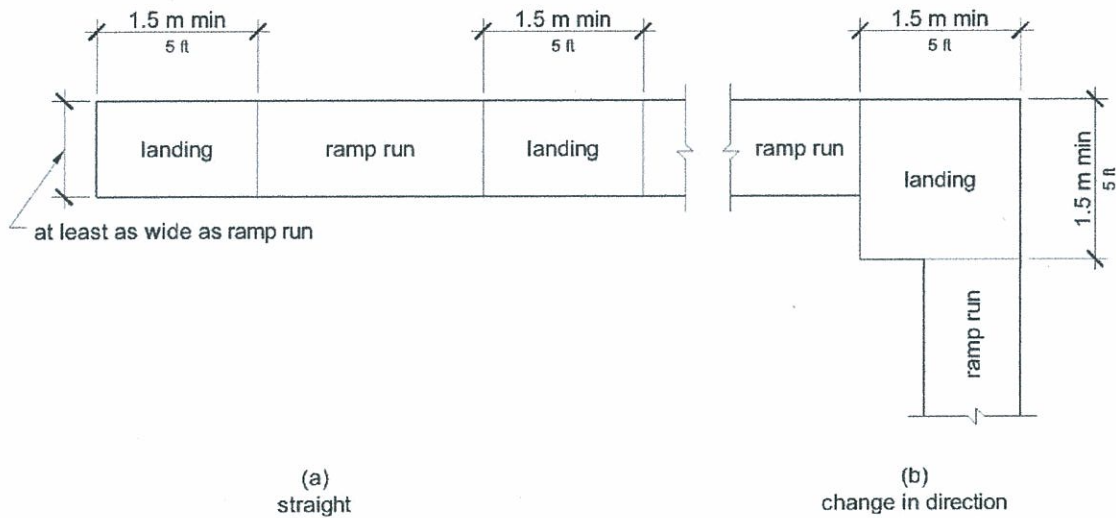 1.5 m min
5 ft
1.5 m min
5 ft
1.5 m min
5 ft
landing
ramp run
landing
ramp run
landing
1.5 m min
5 ft
at least as wide as ramp run
ramp run
(a)
straight
(b)
change in direction